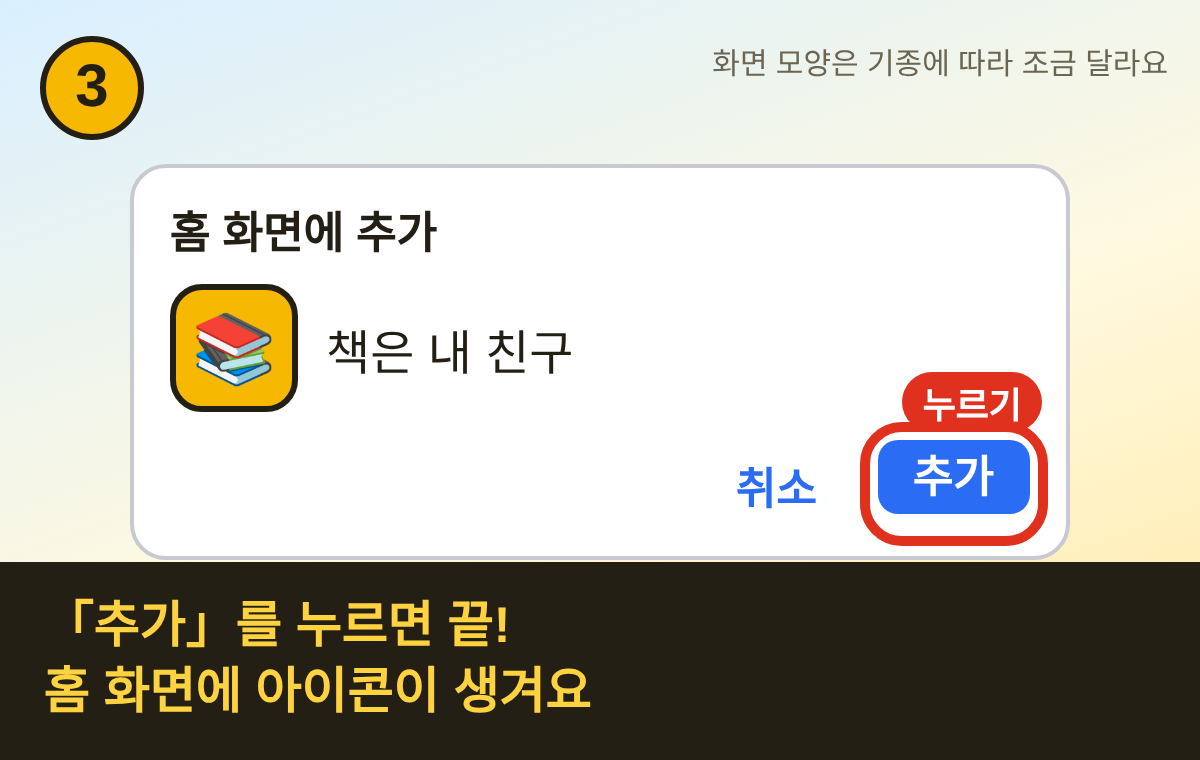 3
화면 모양은 기종에 따라 조금 달라요
홈 화면에 추가
책은 내 친구
누르기
취소
추가
「추가」를 누르면 끝!
홈 화면에 아이콘이 생겨요